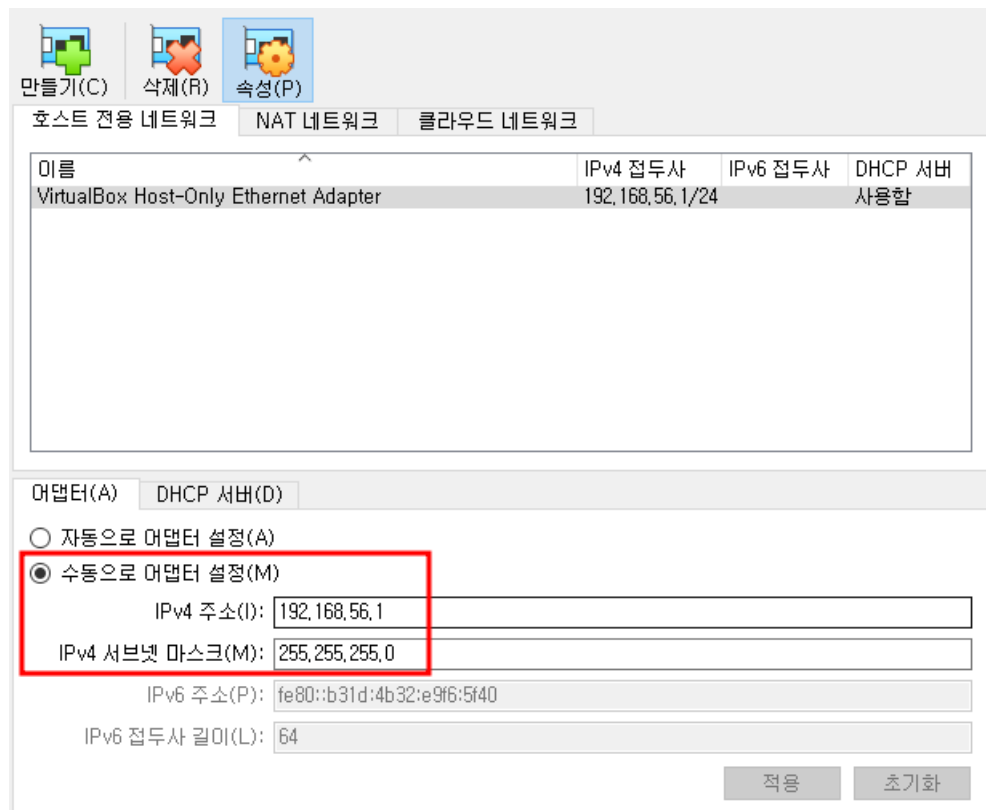 만들기(C) 삭제(R) 속성(P)
호스트 전용 네트워크 NAT 네트워크 클라우드 네트워크
이름 IPv4 접두사 IPv6 접두사 DHCP 서버
VirtualBox Host-Only Ethernet Adapter 192,168,56,1/24 사용함
어댑터(A) DHCP 서버(D)
자동으로 어댑터 설정(A)
수동으로 어댑터 설정(M)
IPv4 주소(I): 192,168,56,1
IPv4 서브넷 마스크(M): 255,255,255,0
IPv6 주소(P): fe80::b31d:4b32:e9f6:5f40
IPv6 접두사 길이(L): 64
적용 초기화